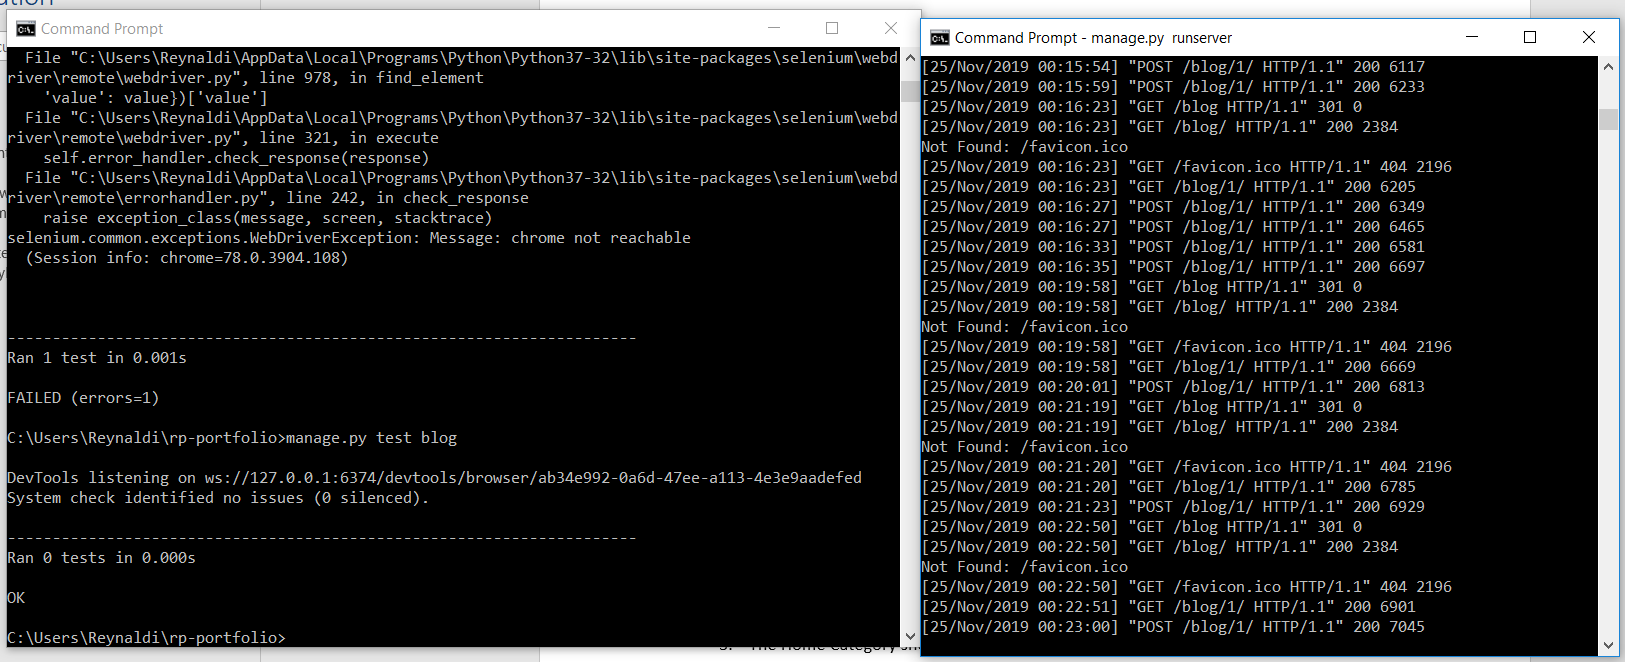 Command Prompt
File "C:\Users\Reynaldi\AppData\Local\Programs\Python\Python37-32\lib\site-packages\selenium\webd
river\remote\webdriver.py", line 978, in find_element
'value': value})['value']
File "C:\Users\Reynaldi\AppData\Local\Programs\Python\Python37-32\lib\site-packages\selenium\webd
river\remote\webdriver.py", line 321, in execute
self.error_handler.check_response(response)
File "C:\Users\Reynaldi\AppData\Local\Programs\Python\Python37-32\lib\site-packages\selenium\webd
river\remote\errorhandler.py", line 242, in check_response
raise exception_class(message, screen, stacktrace)
selenium.common.exceptions.WebDriverException: Message: chrome not reachable
(Session info: chrome=78.0.3904.108)
----------------------------------------------------------------------
Ran 1 test in 0.001s
FAILED (errors=1)
C:\Users\Reynaldi\rp-portfolio>manage.py test blog
DevTools listening on ws://127.0.0.1:6374/devtools/browser/ab34e992-0a6d-47ee-a113-4e3e9aadefed
System check identified no issues (0 silenced).
----------------------------------------------------------------------
Ran 0 tests in 0.000s
OK
C:\Users\Reynaldi\rp-portfolio>
Command Prompt - manage.py runserver
[25/Nov/2019 00:15:54] "POST /blog/1/ HTTP/1.1" 200 6117
[25/Nov/2019 00:15:59] "POST /blog/1/ HTTP/1.1" 200 6233
[25/Nov/2019 00:16:23] "GET /blog HTTP/1.1" 301 0
[25/Nov/2019 00:16:23] "GET /blog/ HTTP/1.1" 200 2384
Not Found: /favicon.ico
[25/Nov/2019 00:16:23] "GET /favicon.ico HTTP/1.1" 404 2196
[25/Nov/2019 00:16:23] "GET /blog/1/ HTTP/1.1" 200 6205
[25/Nov/2019 00:16:27] "POST /blog/1/ HTTP/1.1" 200 6349
[25/Nov/2019 00:16:27] "POST /blog/1/ HTTP/1.1" 200 6465
[25/Nov/2019 00:16:33] "POST /blog/1/ HTTP/1.1" 200 6581
[25/Nov/2019 00:16:35] "POST /blog/1/ HTTP/1.1" 200 6697
[25/Nov/2019 00:19:58] "GET /blog HTTP/1.1" 301 0
[25/Nov/2019 00:19:58] "GET /blog/ HTTP/1.1" 200 2384
Not Found: /favicon.ico
[25/Nov/2019 00:19:58] "GET /favicon.ico HTTP/1.1" 404 2196
[25/Nov/2019 00:19:58] "GET /blog/1/ HTTP/1.1" 200 6669
[25/Nov/2019 00:20:01] "POST /blog/1/ HTTP/1.1" 200 6813
[25/Nov/2019 00:21:19] "GET /blog HTTP/1.1" 301 0
[25/Nov/2019 00:21:19] "GET /blog/ HTTP/1.1" 200 2384
Not Found: /favicon.ico
[25/Nov/2019 00:21:20] "GET /favicon.ico HTTP/1.1" 404 2196
[25/Nov/2019 00:21:20] "GET /blog/1/ HTTP/1.1" 200 6785
[25/Nov/2019 00:21:23] "POST /blog/1/ HTTP/1.1" 200 6929
[25/Nov/2019 00:22:50] "GET /blog HTTP/1.1" 301 0
[25/Nov/2019 00:22:50] "GET /blog/ HTTP/1.1" 200 2384
Not Found: /favicon.ico
[25/Nov/2019 00:22:50] "GET /favicon.ico HTTP/1.1" 404 2196
[25/Nov/2019 00:22:51] "GET /blog/1/ HTTP/1.1" 200 6901
[25/Nov/2019 00:23:00] "POST /blog/1/ HTTP/1.1" 200 7045